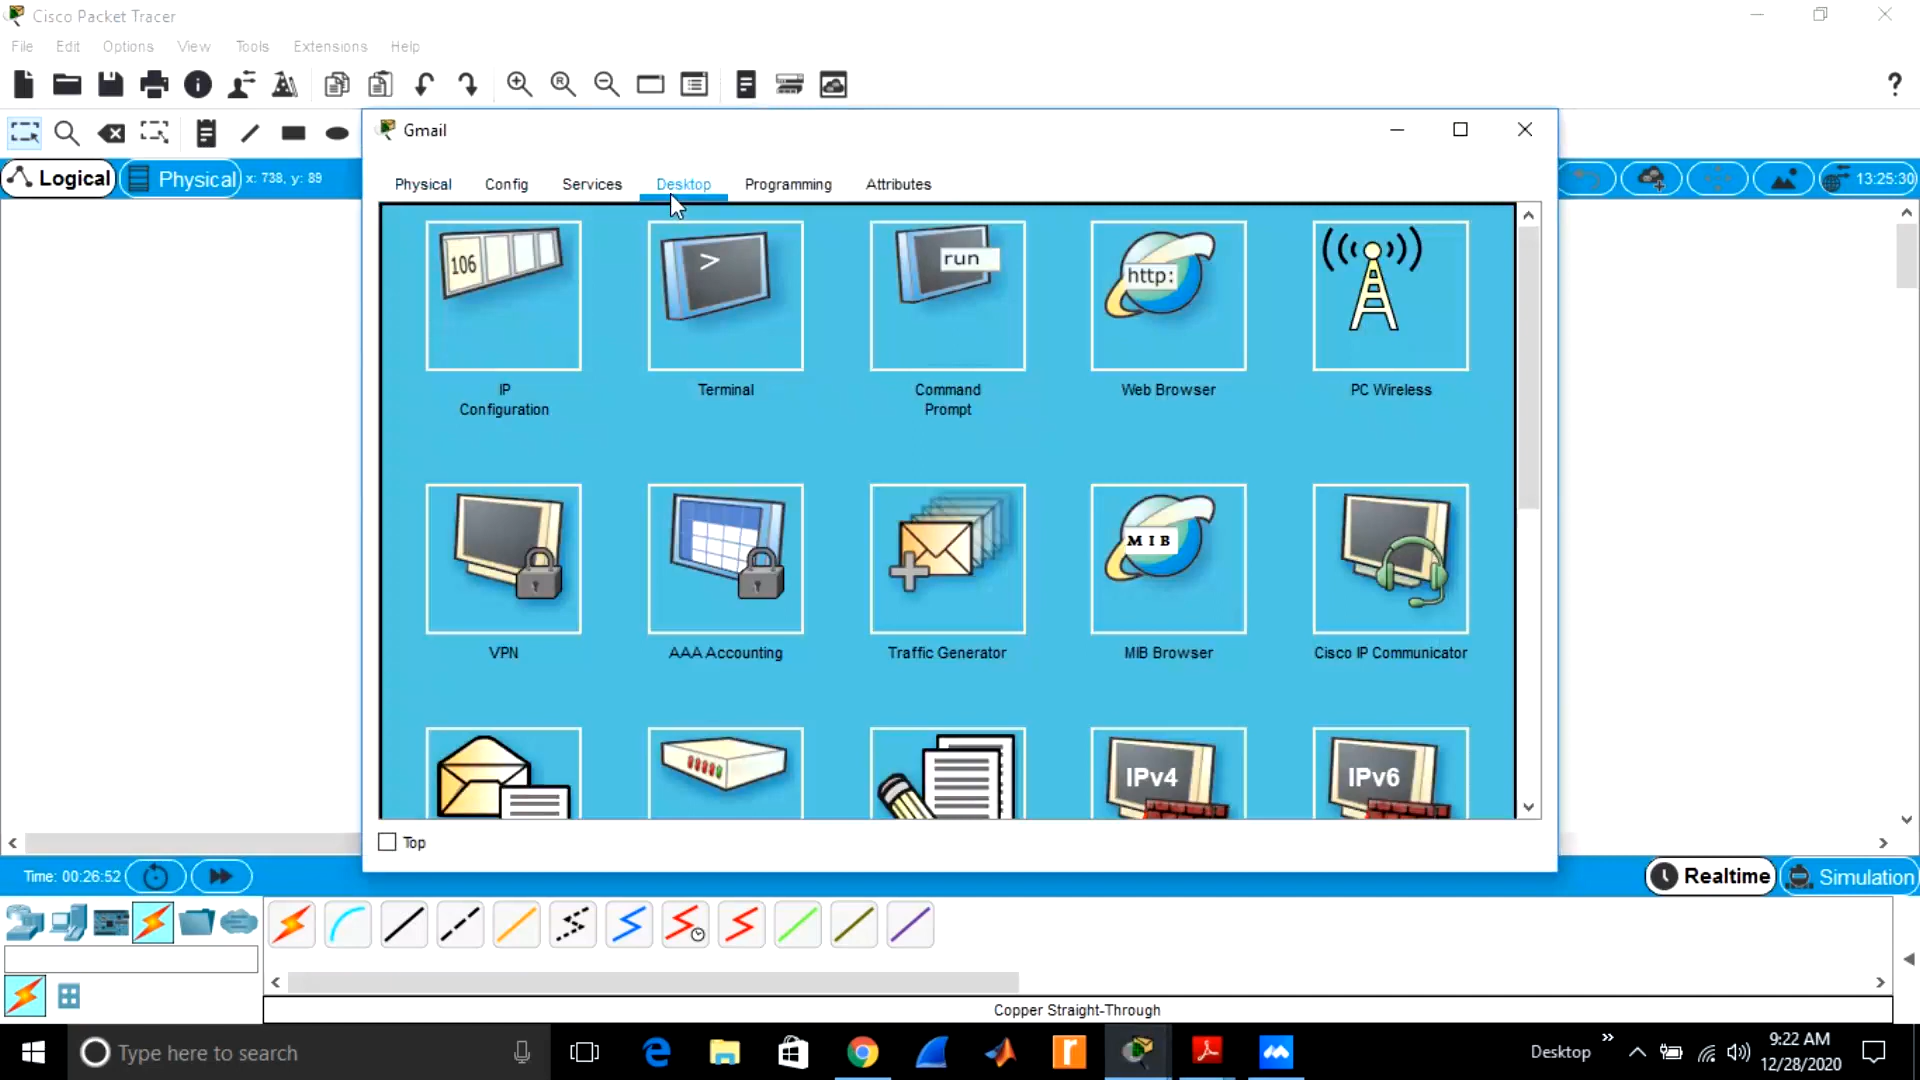 Cisco Packet Tracer
File Edit Options View Tools Extensions Help
?
Gmail
Logical
Physical
x: 738, y: 89
13:25:30
Physical Config Services Desktop Programming Attributes
106
>
run
http:
IP
Configuration
Terminal
Command
Prompt
Web Browser
PC Wireless
MIB
VPN
AAA Accounting
Traffic Generator
MIB Browser
Cisco IP Communicator
IPv4
IPv6
Top
Time: 00:26:52
Realtime
Simulation
Copper Straight-Through
Type here to search
Desktop
9:22 AM
12/28/2020